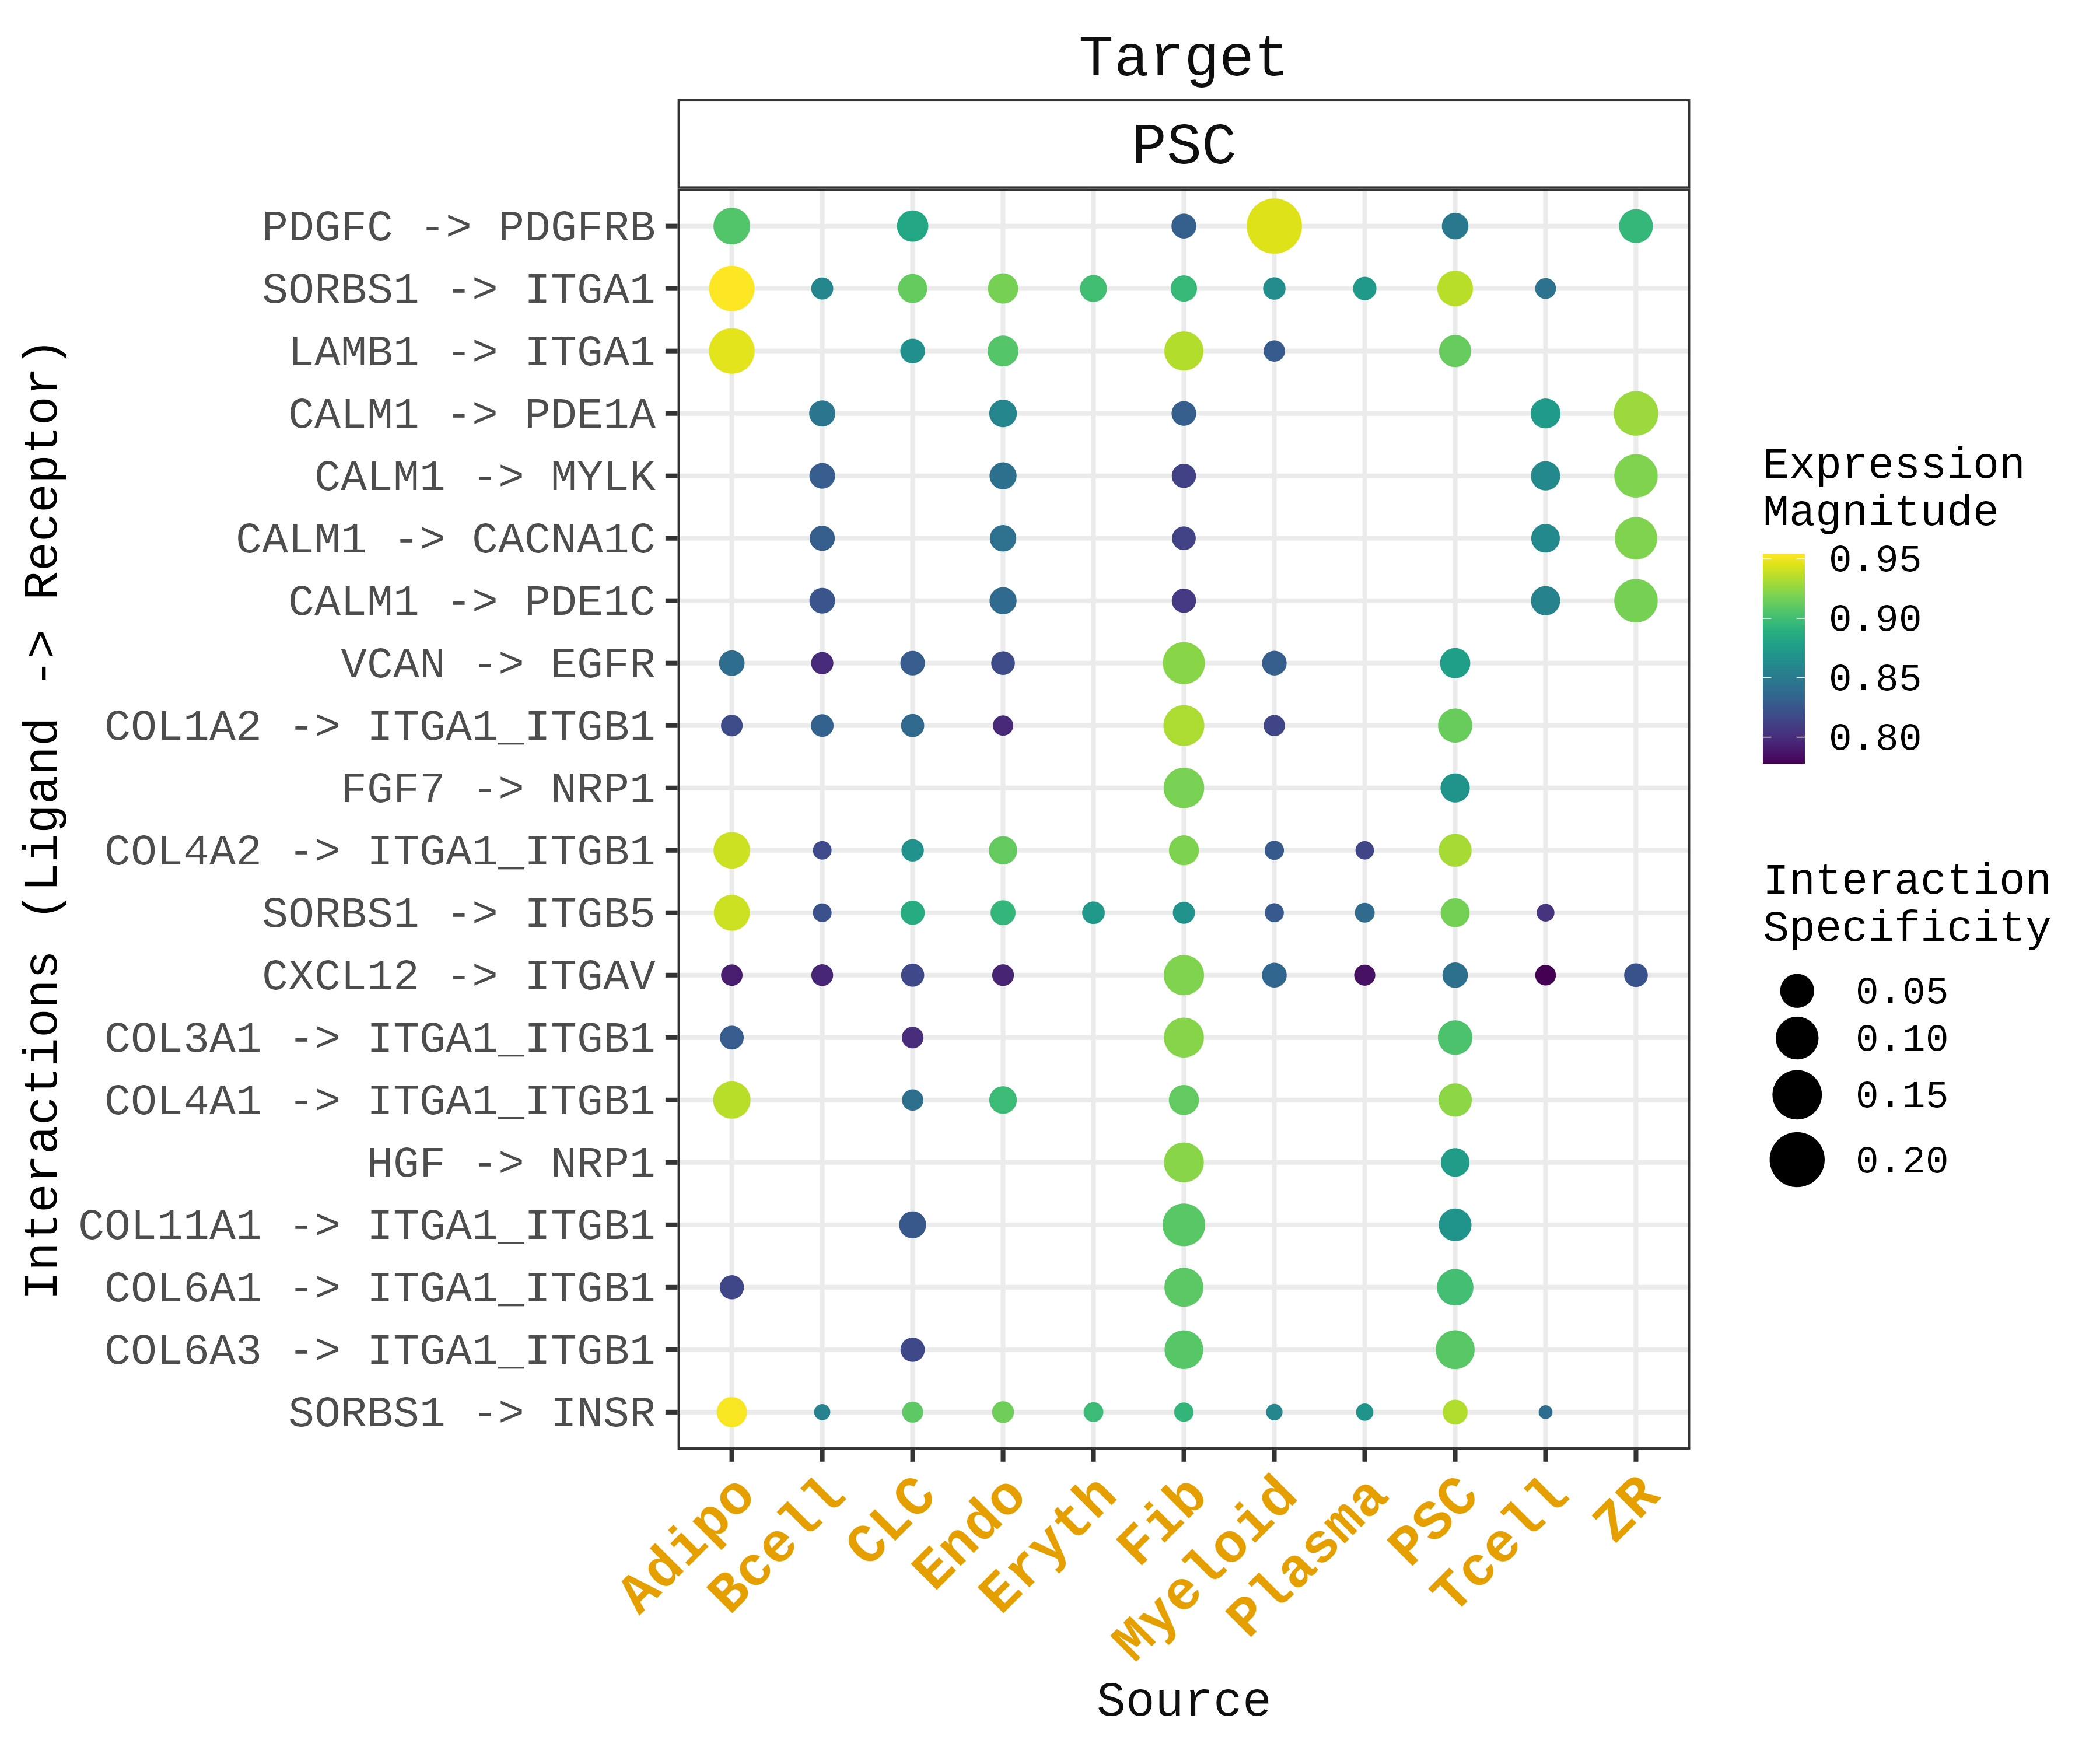 Target
PSC
Interactions (Ligand -> Receptor)
PDGFC -> PDGFRB
SORBS1 -> ITGA1
LAMB1 -> ITGA1
CALM1 -> PDE1A
CALM1 -> MYLK
CALM1 -> CACNA1C
CALM1 -> PDE1C
VCAN -> EGFR
COL1A2 -> ITGA1_ITGB1
FGF7 -> NRP1
COL4A2 -> ITGA1_ITGB1
SORBS1 -> ITGB5
CXCL12 -> ITGAV
COL3A1 -> ITGA1_ITGB1
COL4A1 -> ITGA1_ITGB1
HGF -> NRP1
COL11A1 -> ITGA1_ITGB1
COL6A1 -> ITGA1_ITGB1
COL6A3 -> ITGA1_ITGB1
SORBS1 -> INSR
Adipo
Bcell
CLC
Endo
Eryth
Fib
Myeloid
Plasma
PSC
Tcell
ZR
Source
Expression
Magnitude
0.95
0.90
0.85
0.80
Interaction
Specificity
0.05
0.10
0.15
0.20